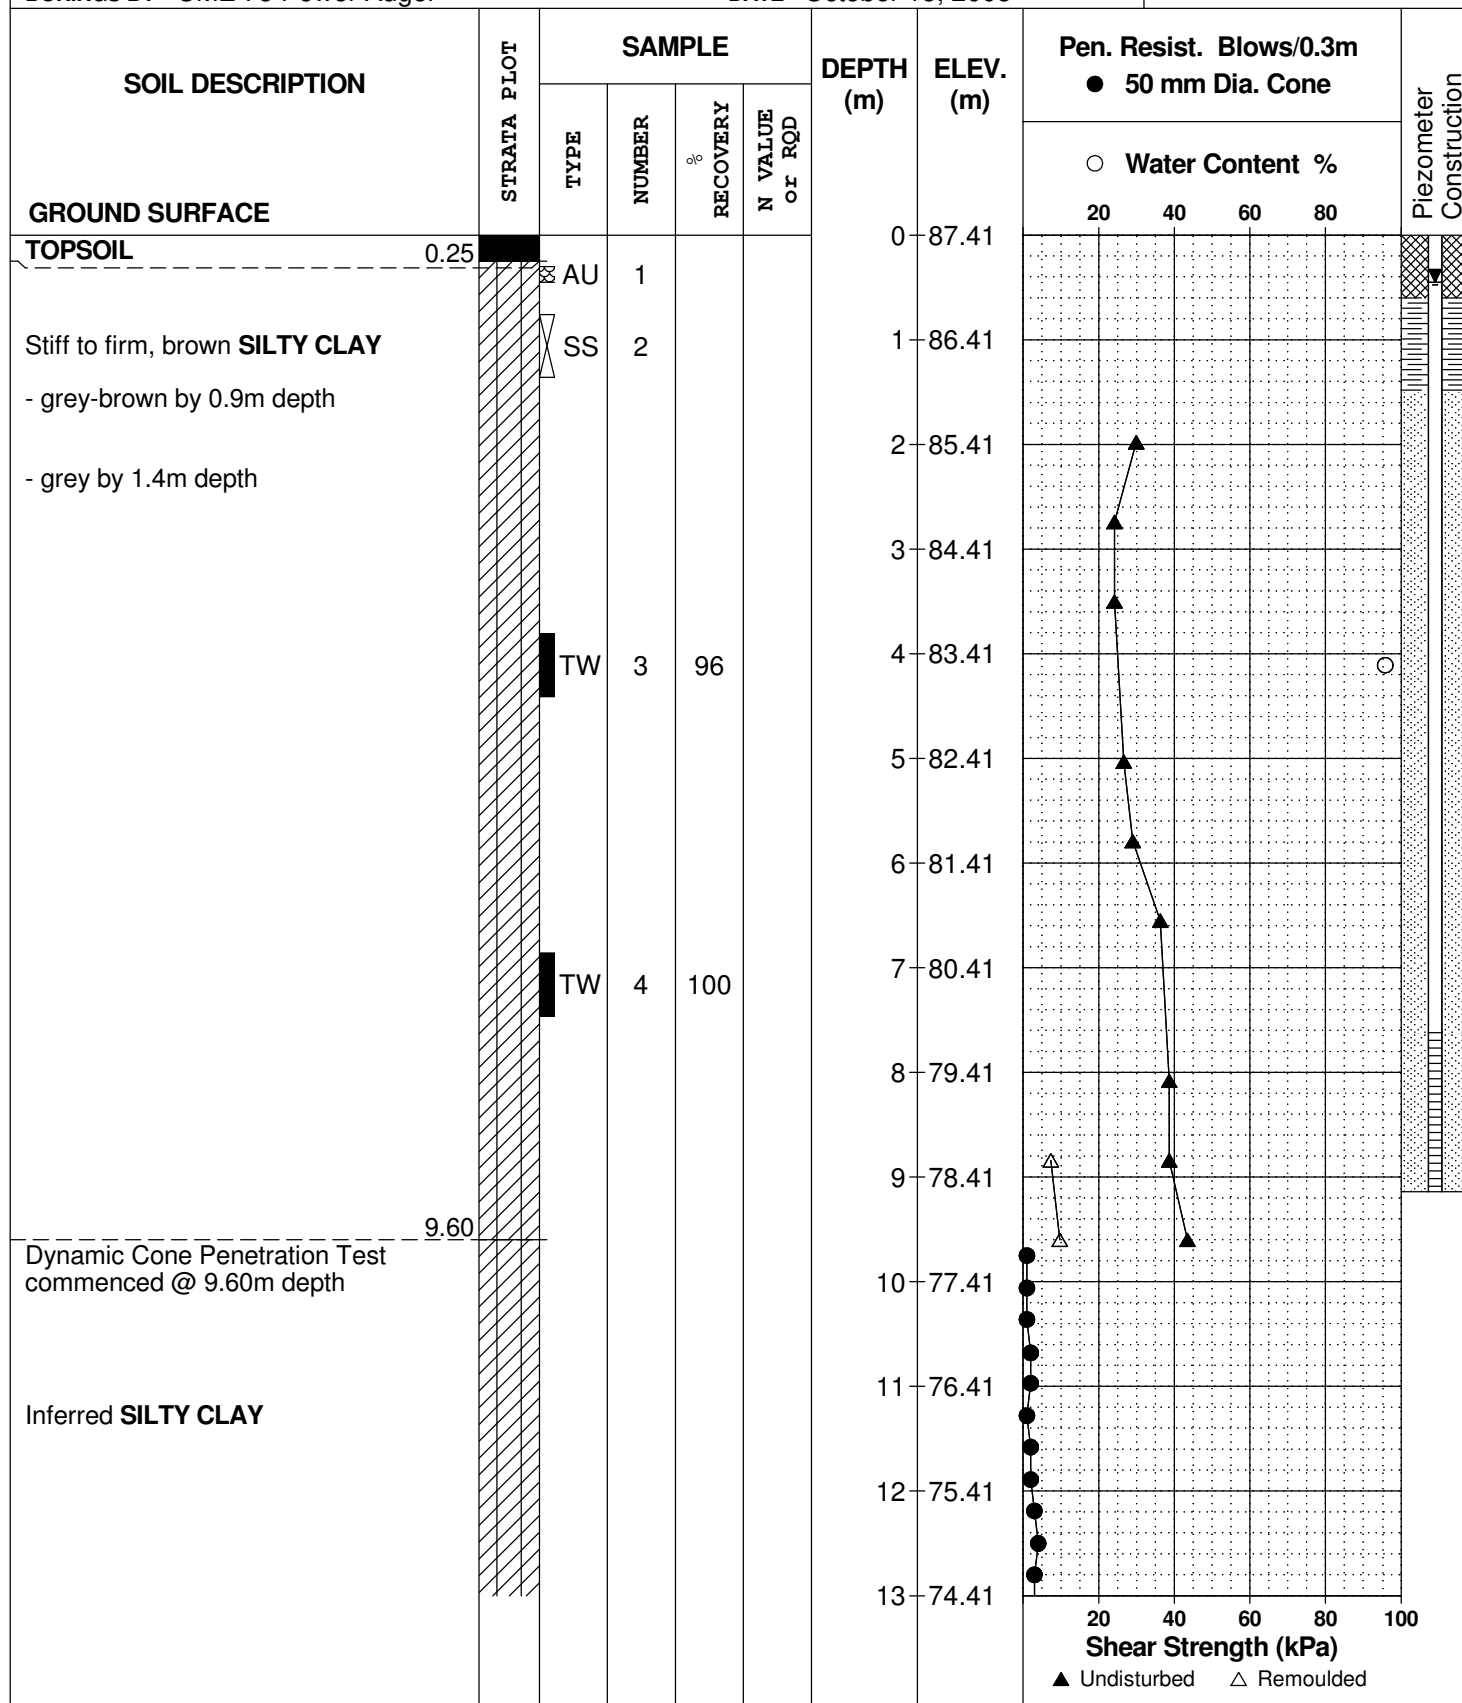 SOIL DESCRIPTION
GROUND SURFACE
STRATA PLOT
SAMPLE
TYPE
NUMBER
% RECOVERY
N VALUE
or RQD
DEPTH
(m)
ELEV.
(m)
Pen. Resist. Blows/0.3m
● 50 mm Dia. Cone
○ Water Content %
20 40 60 80
Piezometer
Construction
TOPSOIL 0.25
0 87.41
AU 1
Stiff to firm, brown SILTY CLAY
SS 2
1 86.41
- grey-brown by 0.9m depth
2 85.41
- grey by 1.4m depth
3 84.41
4 83.41
TW 3 96
5 82.41
6 81.41
7 80.41
TW 4 100
8 79.41
9 78.41
9.60
Dynamic Cone Penetration Test
commenced @ 9.60m depth
10 77.41
11 76.41
Inferred SILTY CLAY
12 75.41
13 74.41
20 40 60 80 100
Shear Strength (kPa)
▲ Undisturbed △ Remoulded